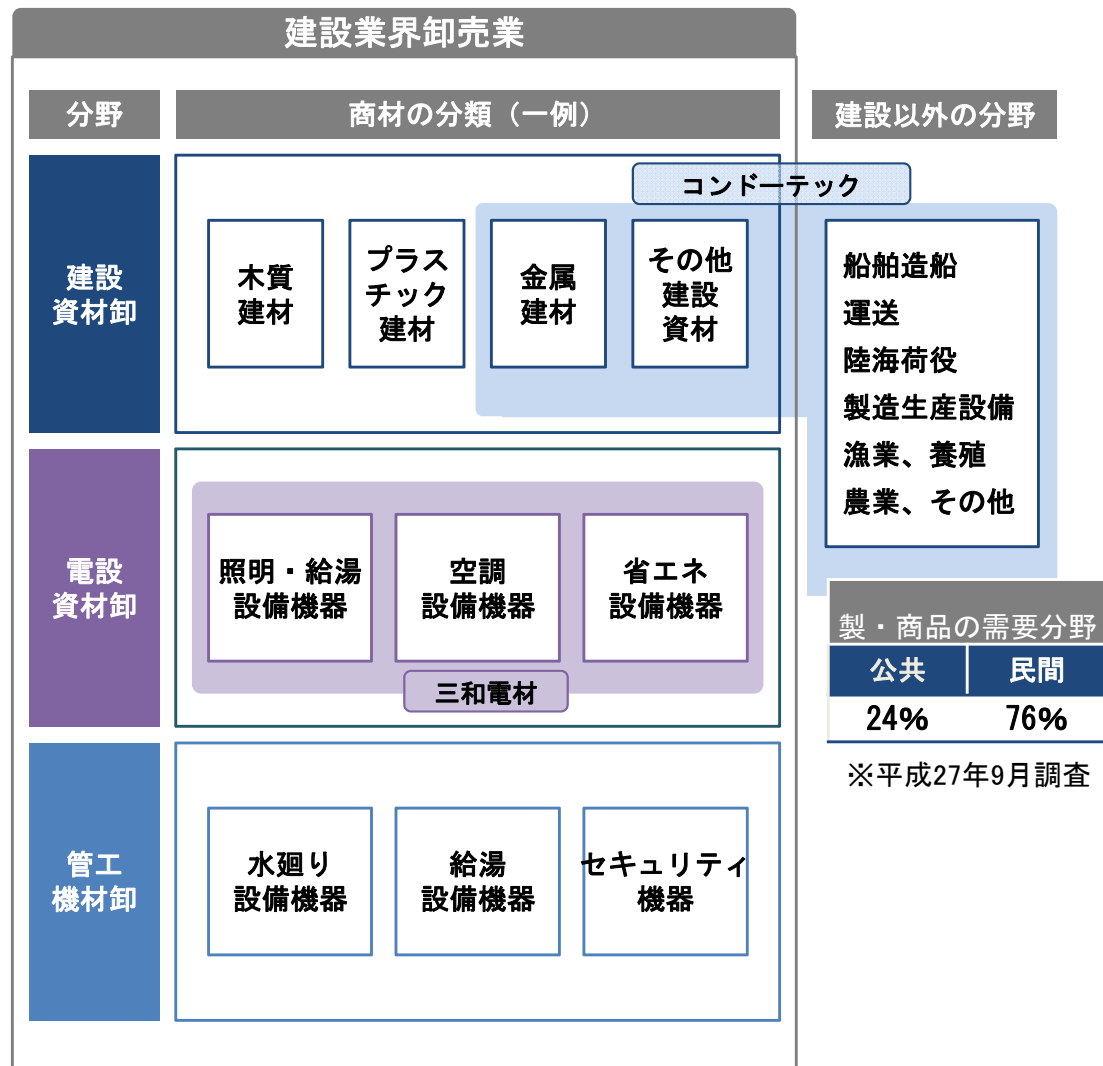 建設業界卸売業
分野
商材の分類（一例）
建設以外の分野
コンドーテック
建設
資材卸
木質
建材
プラス
チック
建材
金属
建材
その他
建設
資材
船舶造船
運送
陸海荷役
製造生産設備
漁業、養殖
農業、その他
電設
資材卸
照明・給湯
設備機器
空調
設備機器
省エネ
設備機器
三和電材
製・商品の需要分野
公共 民間
24% 76%
※平成27年9月調査
管工
機材卸
水廻り
設備機器
給湯
設備機器
セキュリティ
機器